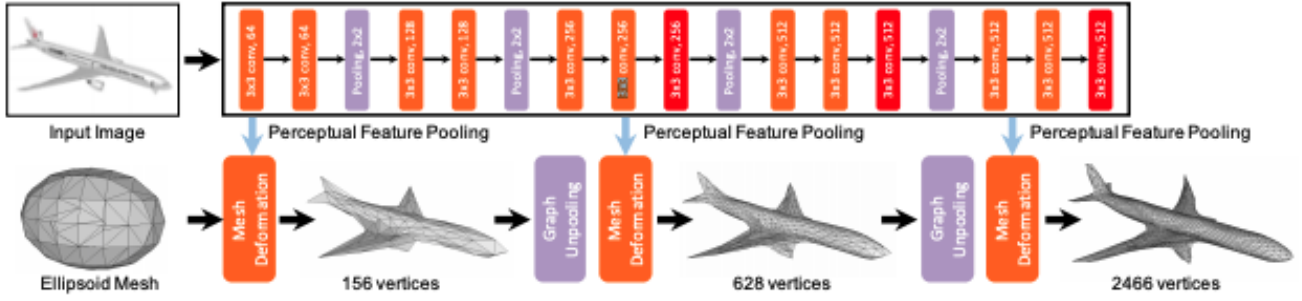 3x3 conv, 64
3x3 conv, 64
Pooling, 2x2
3x3 conv, 128
3x3 conv, 128
Pooling, 2x2
3x3 conv, 256
3x3 conv, 256
3x3 conv, 256
Pooling, 2x2
3x3 conv, 512
3x3 conv, 512
3x3 conv, 512
Pooling, 2x2
3x3 conv, 512
3x3 conv, 512
3x3 conv, 512
Input Image
Perceptual Feature Pooling
Perceptual Feature Pooling
Perceptual Feature Pooling
Mesh
Deformation
Graph
Unpooling
Mesh
Deformation
Graph
Unpooling
Mesh
Deformation
Ellipsoid Mesh
156 vertices
628 vertices
2466 vertices